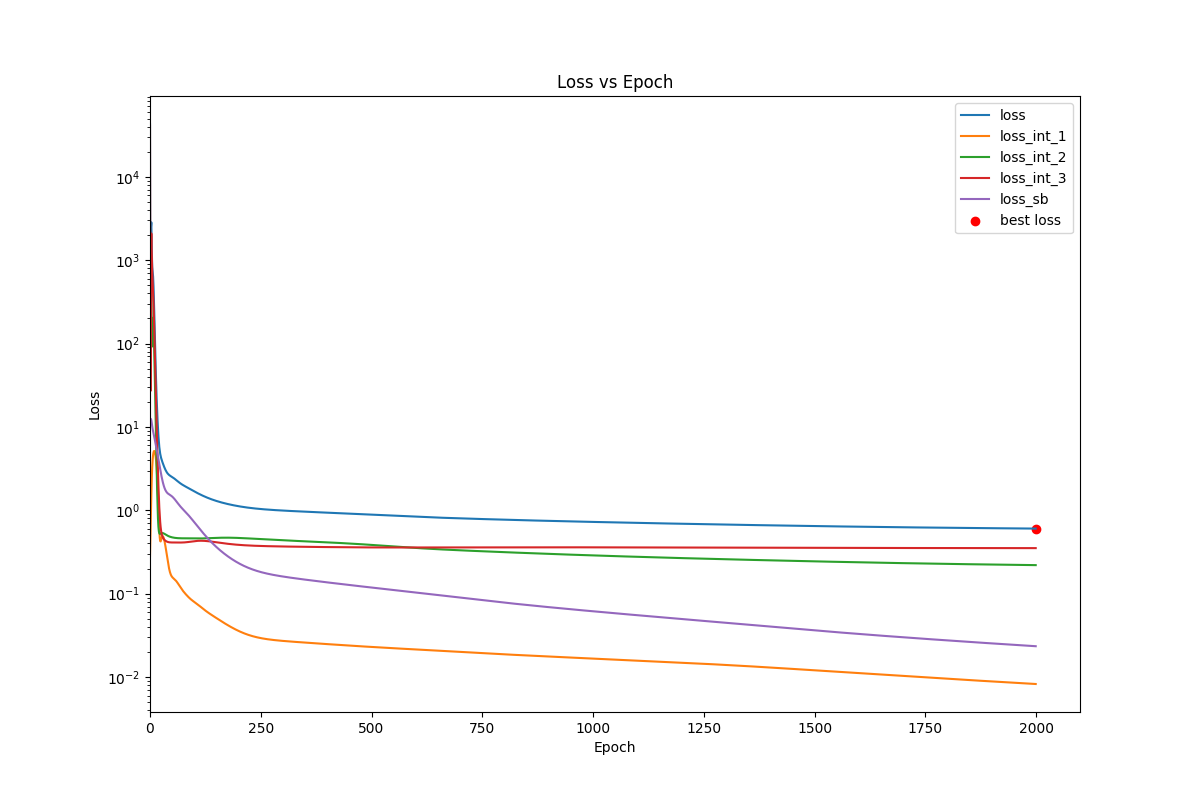 Loss vs Epoch
loss
loss_int_1
loss_int_2
loss_int_3
loss_sb
best loss
Loss
10⁴
10³
10²
10¹
10⁰
10⁻¹
10⁻²
0 250 500 750 1000 1250 1500 1750 2000
Epoch